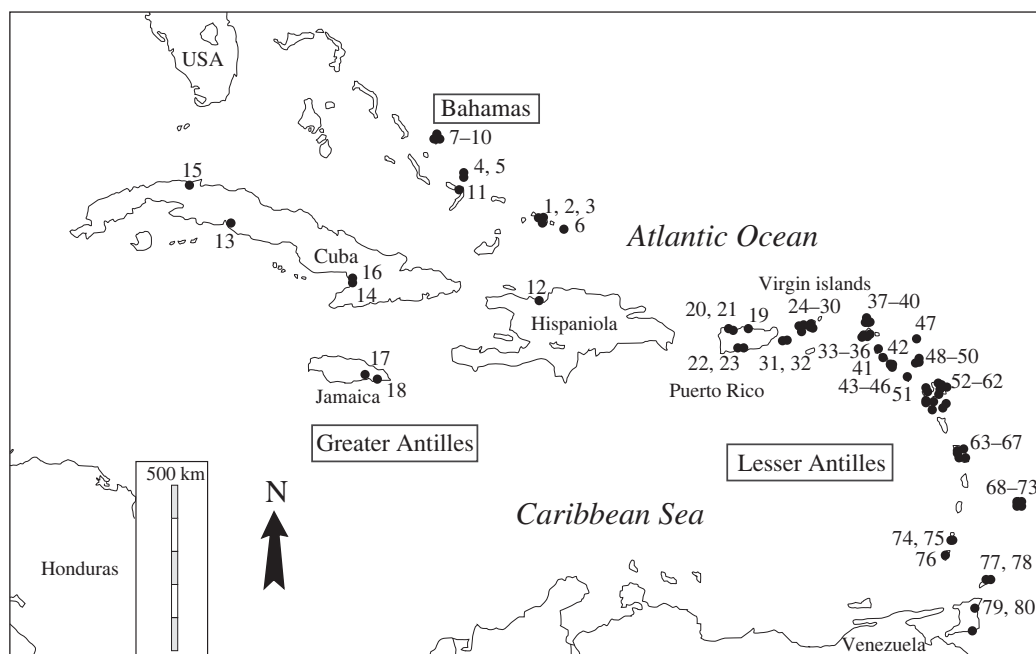 USA
Bahamas
7–10
4, 5
15
11
1, 2, 3
6
13
Atlantic Ocean
Cuba
16
14
12
Virgin islands
Hispaniola
20, 21
19
24–30
37–40
47
17
18
Jamaica
22, 23
31, 32
33–36
42
41
48–50
Puerto Rico
43–46
51
52–62
Greater Antilles
Lesser Antilles
63–67
500 km
N
Caribbean Sea
68–73
Honduras
74, 75
76
77, 78
79, 80
Venezuela